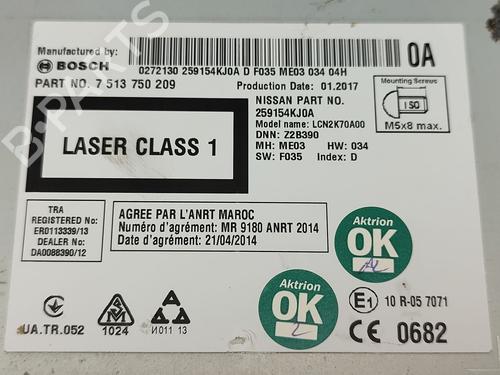 Manufactured by:
BOSCH
0272130 259154KJ0A D F035 ME03 034 04H
0A
PART NO. 7 513 750 209
Production Date: 01.2017
Mounting Screws
ISO
M5x8 max.
NISSAN PART NO.
259154KJ0A
Model name: LCN2K70A00
DNN: Z2B390
MH: ME03 HW: 034
SW: F035 Index: D
LASER CLASS 1
TRA
REGISTERED No:
ER0113339/13
DEALER No:
DA0088390/12
AGREE PAR L'ANRT MAROC
Numéro d'agrément: MR 9180 ANRT 2014
Date d'agrément: 21/04/2014
Aktrion
OK
Aktrion
OK
2
UA.TR.052
1024
И011 13
E1 10 R-05 7071
CE 0682
B-PARTS